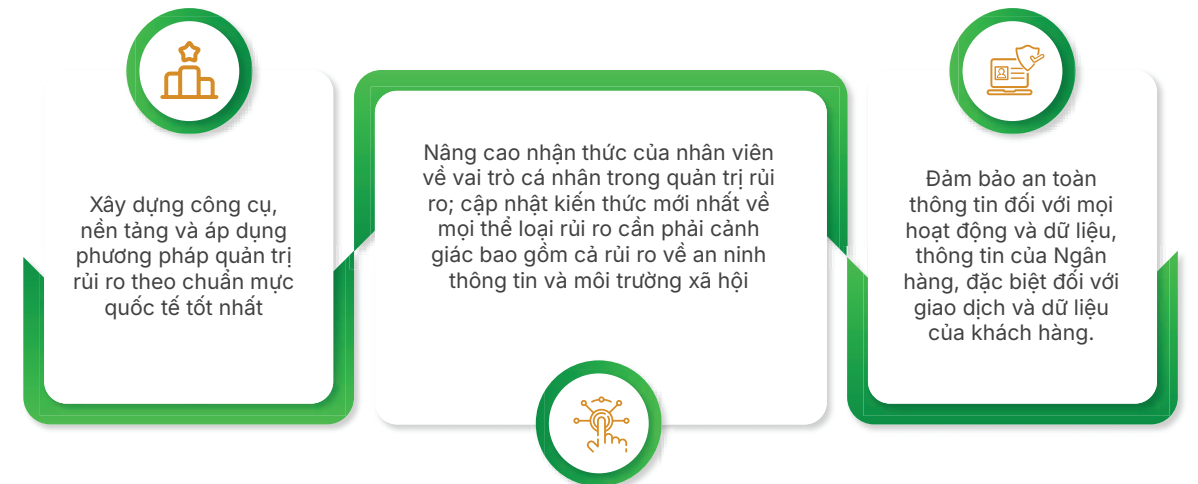 Xây dựng công cụ,
nền tảng và áp dụng
phương pháp quản trị
rủi ro theo chuẩn mực
quốc tế tốt nhất
Nâng cao nhận thức của nhân viên
về vai trò cá nhân trong quản trị rủi
ro; cập nhật kiến thức mới nhất về
mọi thể loại rủi ro cần phải cảnh
giác bao gồm cả rủi ro về an ninh
thông tin và môi trường xã hội
Đảm bảo an toàn
thông tin đối với mọi
hoạt động và dữ liệu,
thông tin của Ngân
hàng, đặc biệt đối với
giao dịch và dữ liệu
của khách hàng.